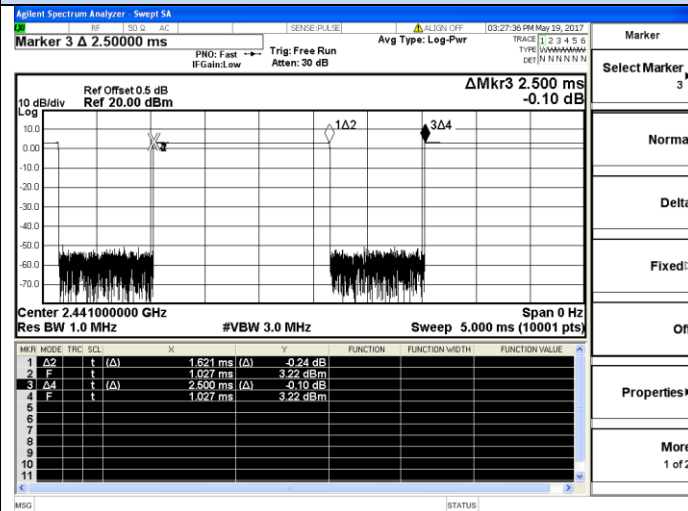 Agilent Spectrum Analyzer - Swept SA
RF 50 Ω AC SENSE:PULSE ALIGN OFF 03:27:36 PM May 19, 2017
Marker 3 Δ 2.50000 ms
PNO: Fast
IFGain:Low
Trig: Free Run
Atten: 30 dB
Avg Type: Log-Pwr
TRACE 1 2 3 4 5 6
TYPE
DET N N N N N N
Ref Offset 0.5 dB
10 dB/div Ref 20.00 dBm
Log
ΔMkr3 2.500 ms
-0.10 dB
10.0
0.00
-10.0
-20.0
-30.0
-40.0
-50.0
-60.0
-70.0
1Δ2
3Δ4
Center 2.441000000 GHz Span 0 Hz
Res BW 1.0 MHz #VBW 3.0 MHz Sweep 5.000 ms (10001 pts)
MKR MODE TRC SCL X Y FUNCTION FUNCTION WIDTH FUNCTION VALUE
1 Δ2 t (Δ) 1.621 ms (Δ) -0.24 dB
2 F t 1.027 ms 3.22 dBm
3 Δ4 t (Δ) 2.500 ms (Δ) -0.10 dB
4 F t 1.027 ms 3.22 dBm
5
6
7
8
9
10
11
MSG STATUS
Marker
Select Marker
3
Norma
Delta
Fixed
Off
Properties
More
1 of 2